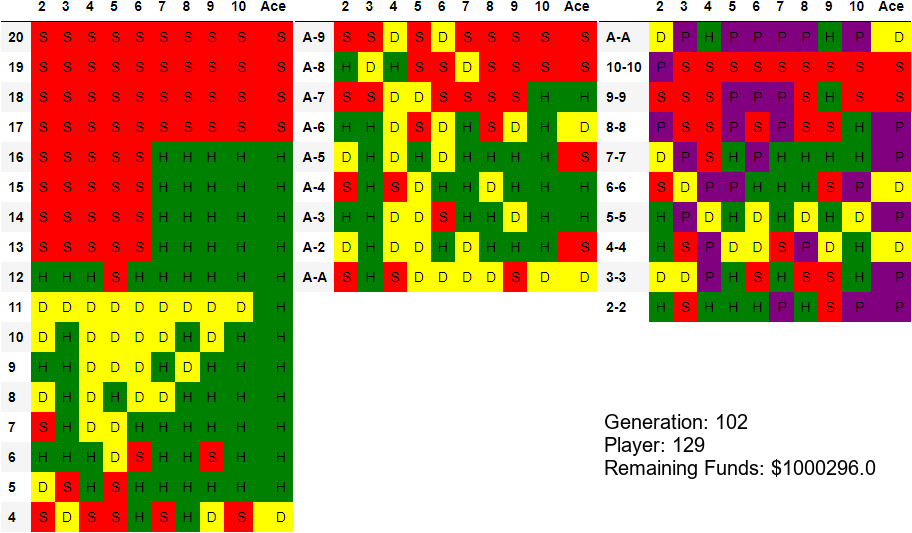 2 3 4 5 6 7 8 9 10 Ace
20 S S S S S S S S S S
19 S S S S S S S S S S
18 S S S S S S S S S S
17 S S S S S S S S S S
16 S S S S S H H H H H
15 S S S S S H H H H H
14 S S S S S H H H H H
13 S S S S S H H H H H
12 H H H S H H H H H H
11 D D D D D D D D D H
10 D H D D D D H D H H
9 H H D D D H D H H H
8 D H D H D D H H H H
7 S H D D H H H H H H
6 H H H D S H H S H H
5 D S H S H H H H H H
4 S D S S H S H D S D
2 3 4 5 6 7 8 9 10 Ace
A-9 S S D S D S S S S S
A-8 H D H S S D S S S S
A-7 S S D D S S S S H H
A-6 H H D S D H S D H D
A-5 D H D H D H H H H S
A-4 S H S D H H D H H H
A-3 H H D D S H H D H H
A-2 D H D D H D H H H S
A-A S H S D D D D S D D
2 3 4 5 6 7 8 9 10 Ace
A-A D P H P P P P H P D
10-10 P S S S S S S S S S
9-9 S S S P P P S H S S
8-8 P S S P S P S S H P
7-7 D P S H P H H H H P
6-6 S D P P H H H S P D
5-5 H P D H D H D H D P
4-4 H S P D D S P D H D
3-3 D D P H S H S S H P
2-2 H S H H H P H S P P
Generation: 102
Player: 129
Remaining Funds: $1000296.0